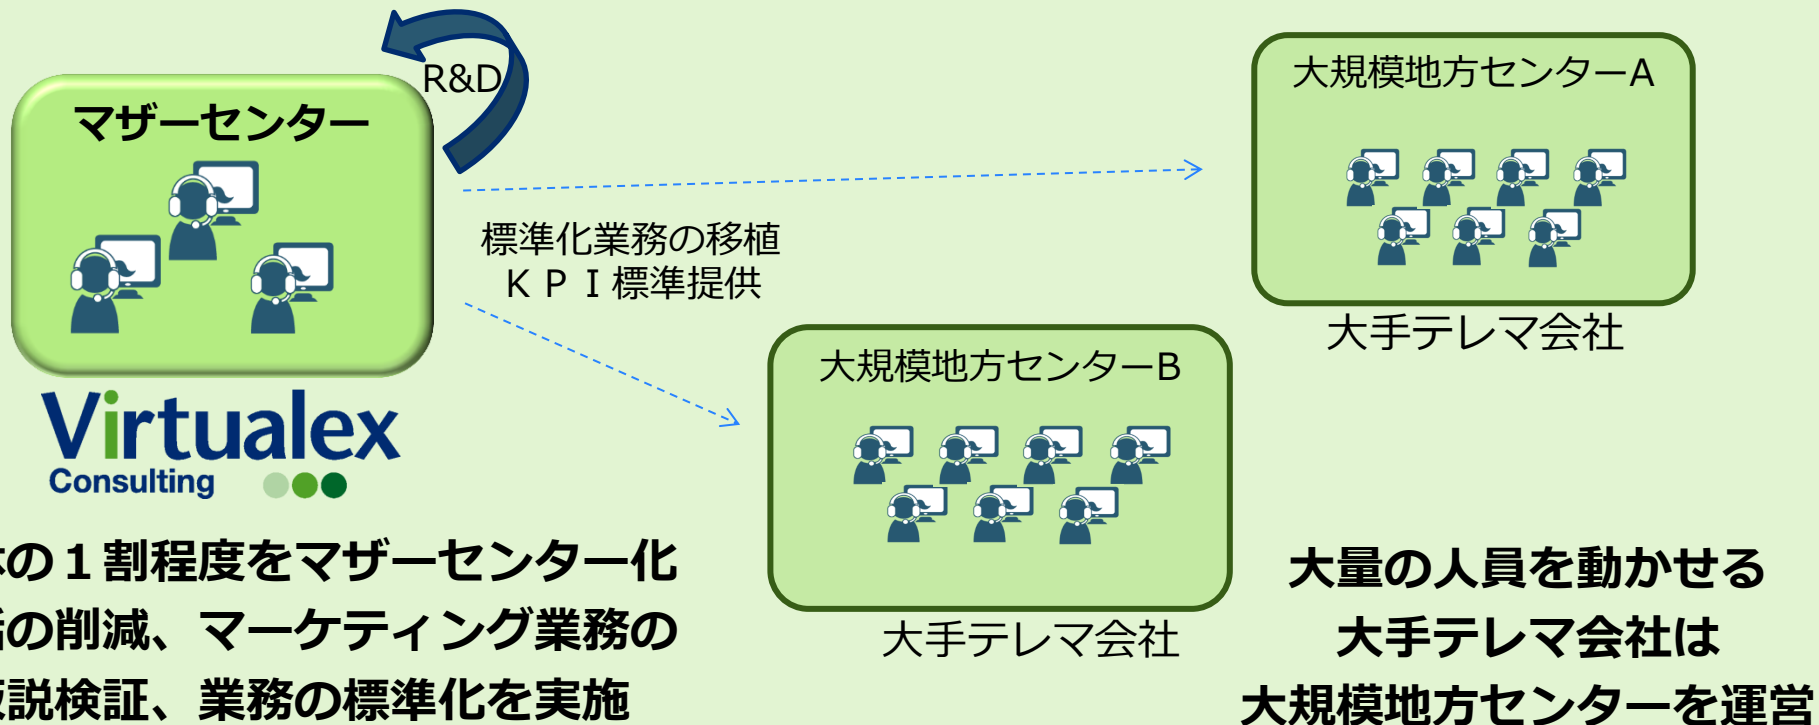 R&D
マザーセンター
大規模地方センターA
標準化業務の移植
ＫＰＩ標準提供
大手テレマ会社
大規模地方センターB
Virtualex
Consulting
の１割程度をマザーセンター化
の削減、マーケティング業務の
説検証、業務の標準化を実施
大手テレマ会社
大量の人員を動かせる
大手テレマ会社は
大規模地方センターを運営